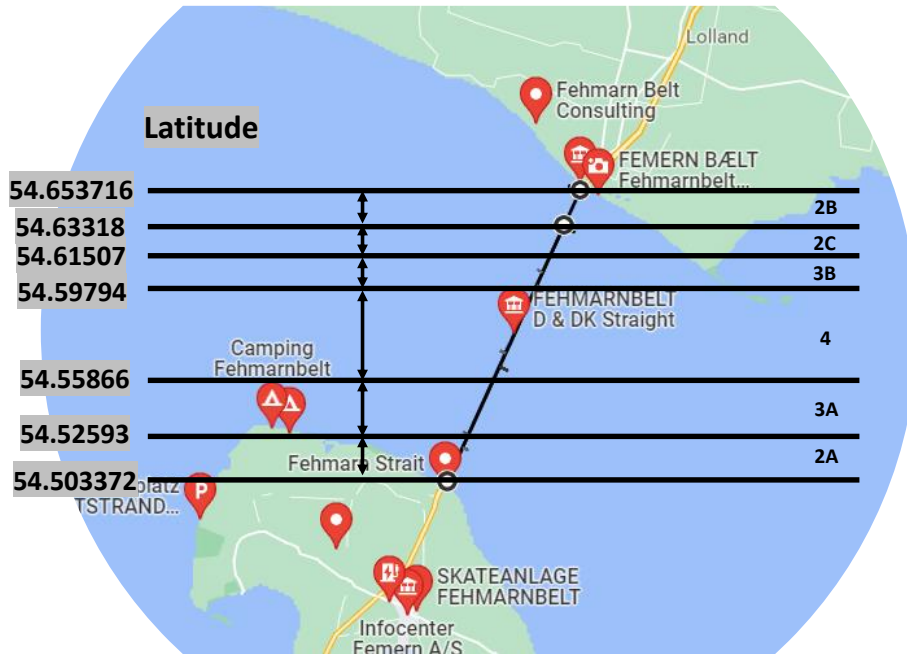 Lolland
Fehmarn Belt
Consulting
Latitude
FEMERN BÆLT
Fehmarnbelt...
54.653716
2B
54.63318
2C
54.61507
3B
54.59794
FEHMARNBELT
D & DK Straight
4
Camping
Fehmarnbelt
54.55866
3A
54.52593
Fehmarn Strait
2A
54.503372
platz
TSTRAND...
P
SKATEANLAGE
FEHMARNBELT
Infocenter
Femern A/S